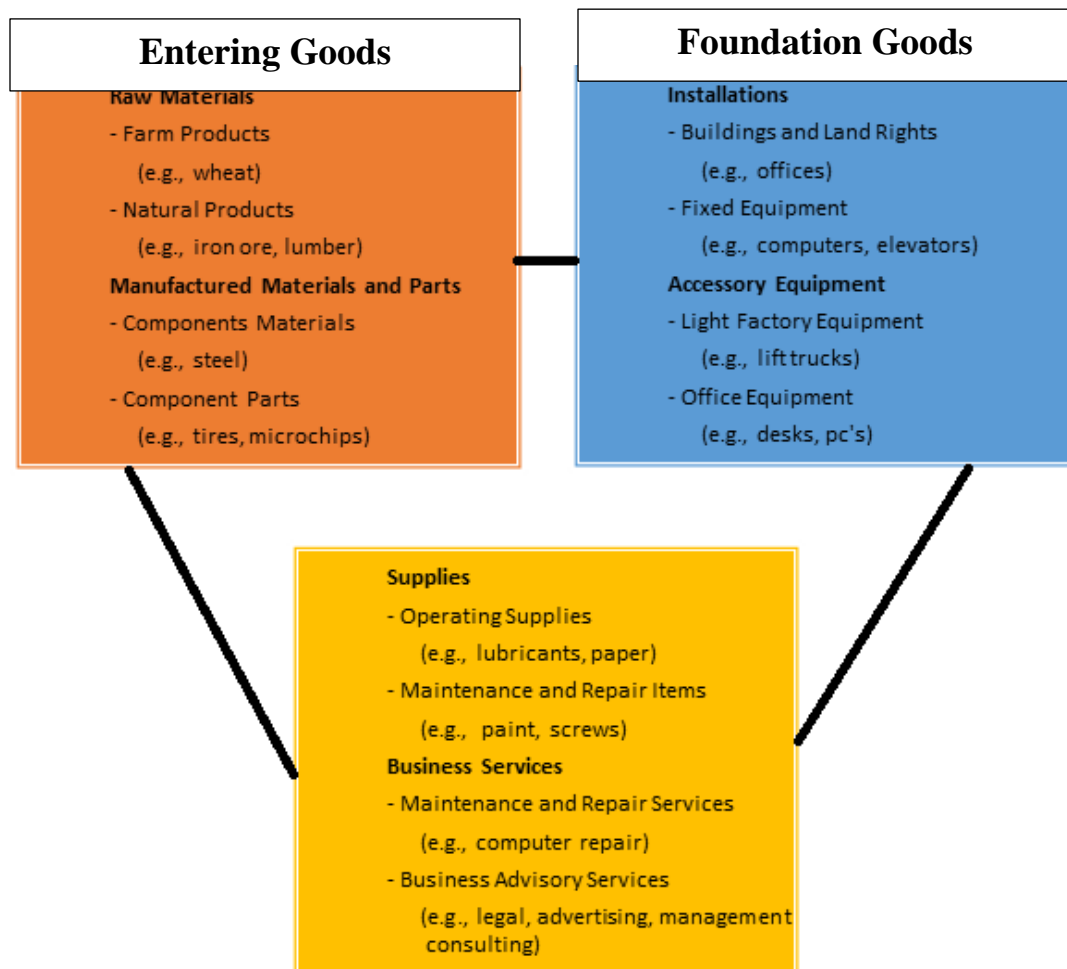 Entering Goods
Raw Materials
- Farm Products
(e.g., wheat)
- Natural Products
(e.g., iron ore, lumber)
Manufactured Materials and Parts
- Components Materials
(e.g., steel)
- Component Parts
(e.g., tires, microchips)
Foundation Goods
Installations
- Buildings and Land Rights
(e.g., offices)
- Fixed Equipment
(e.g., computers, elevators)
Accessory Equipment
- Light Factory Equipment
(e.g., lift trucks)
- Office Equipment
(e.g., desks, pc's)
Supplies
- Operating Supplies
(e.g., lubricants, paper)
- Maintenance and Repair Items
(e.g., paint, screws)
Business Services
- Maintenance and Repair Services
(e.g., computer repair)
- Business Advisory Services
(e.g., legal, advertising, management
consulting)